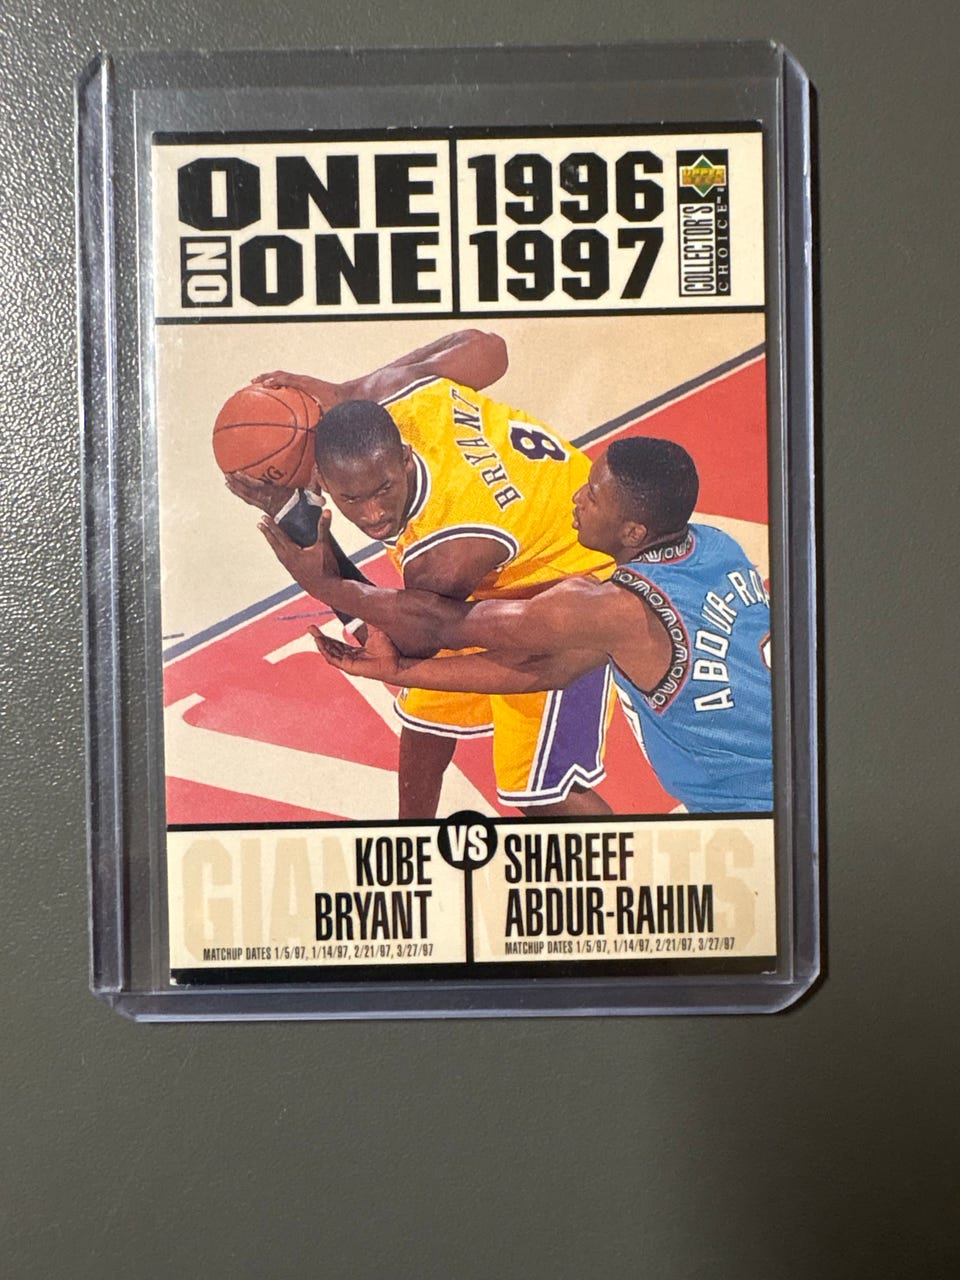 ONE
ON ONE
1996
1997
UPPER
COLLECTOR'S
CHOICE™
BRYANT
8
ABDUR-RA
KOBE
BRYANT
VS
SHAREEF
ABDUR-RAHIM
MATCHUP DATES 1/5/97, 1/14/97, 2/21/97, 3/27/97
MATCHUP DATES 1/5/97, 1/14/97, 2/21/97, 3/27/97